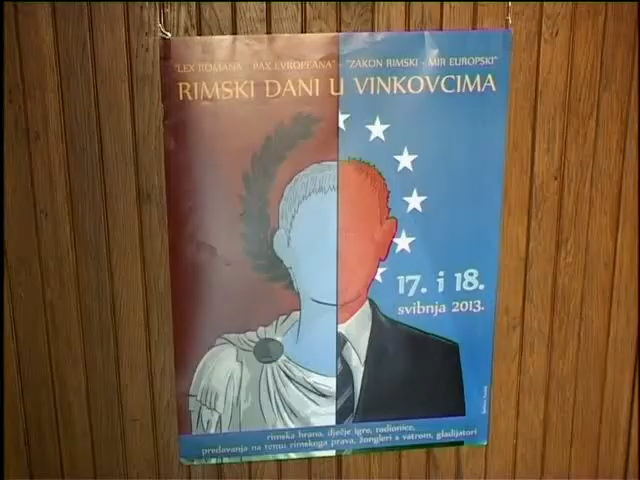 "LEX ROMANA - PAX EVROPEANA" - "ZAKON RIMSKI - MIR EUROPSKI"
RIMSKI DANI U VINKOVCIMA
17. i 18.
svibnja 2013.
rimska hrana, dječje igre, radionice,
predavanja na temu rimskoga prava, žongleri s vatrom, gladijatori